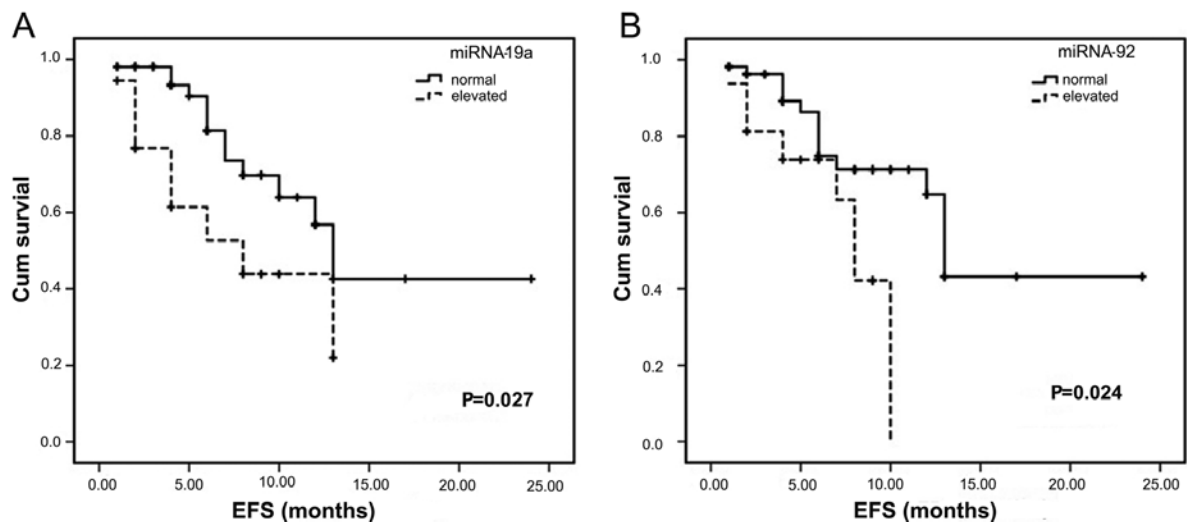 A
miRNA-19a
normal
elevated
Cum survial
1.0
0.8
0.6
0.4
0.2
0.0
P=0.027
0.00 5.00 10.00 15.00 20.00 25.00
EFS (months)
B
miRNA-92
normal
elevated
Cum survial
1.0
0.8
0.6
0.4
0.2
0.0
P=0.024
0.00 5.00 10.00 15.00 20.00 25.00
EFS (months)